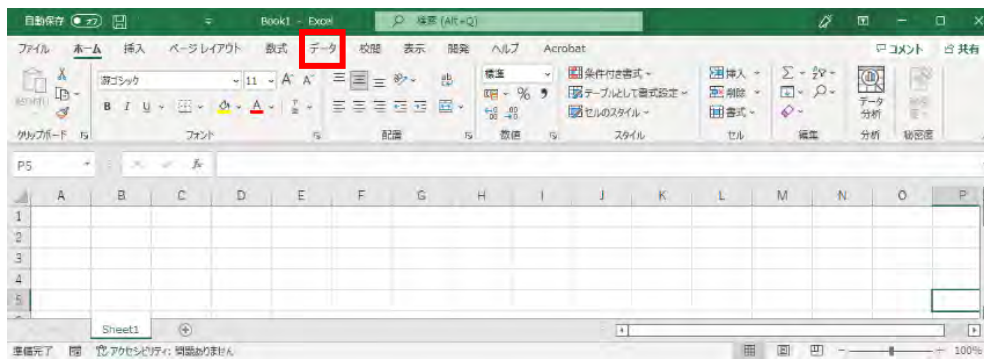 自動保存 オフ Book1 - Excel 検索 (Alt+Q)
ファイル ホーム 挿入 ページ レイアウト 数式 データ 校閲 表示 開発 ヘルプ Acrobat コメント 共有
游ゴシック 11 A A 標準 条件付き書式 挿入 Σ
B I U A % 9 テーブルとして書式設定 削除 データ
セルのスタイル 書式 分析
クリップボード フォント 配置 数値 スタイル セル 編集 分析 秘密度
P5 fx
A B C D E F G H I J K L M N O P
1
2
3
4
5
Sheet1
準備完了 アクセシビリティ: 問題ありません 100%